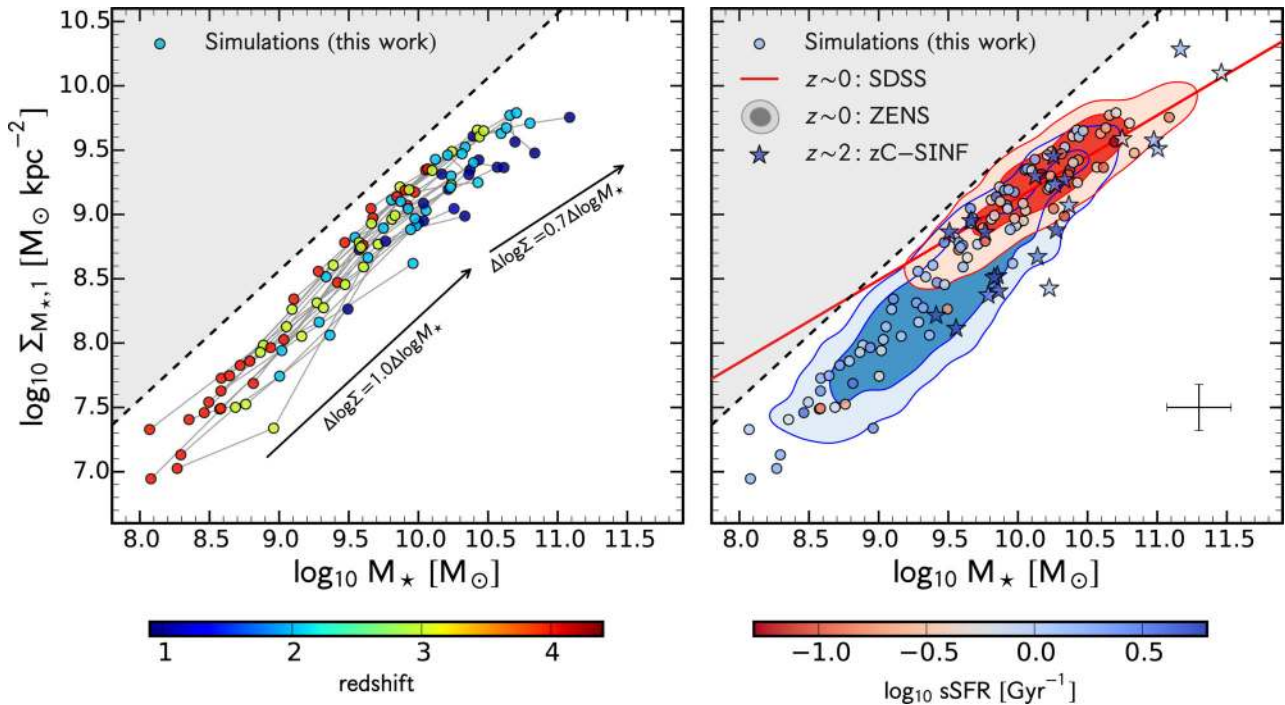 10.5
10.0
9.5
9.0
8.5
8.0
7.5
7.0
log₁₀ Σ_{M⋆,1} [M⊙ kpc⁻²]
Simulations (this work)
ΔlogΣ=1.0ΔlogM⋆
ΔlogΣ=0.7ΔlogM⋆
8.0 8.5 9.0 9.5 10.0 10.5 11.0 11.5
log₁₀ M⋆ [M⊙]
1 2 3 4
redshift
Simulations (this work)
z∼0: SDSS
z∼0: ZENS
z∼2: zC−SINF
8.0 8.5 9.0 9.5 10.0 10.5 11.0 11.5
log₁₀ M⋆ [M⊙]
−1.0 −0.5 0.0 0.5
log₁₀ sSFR [Gyr⁻¹]